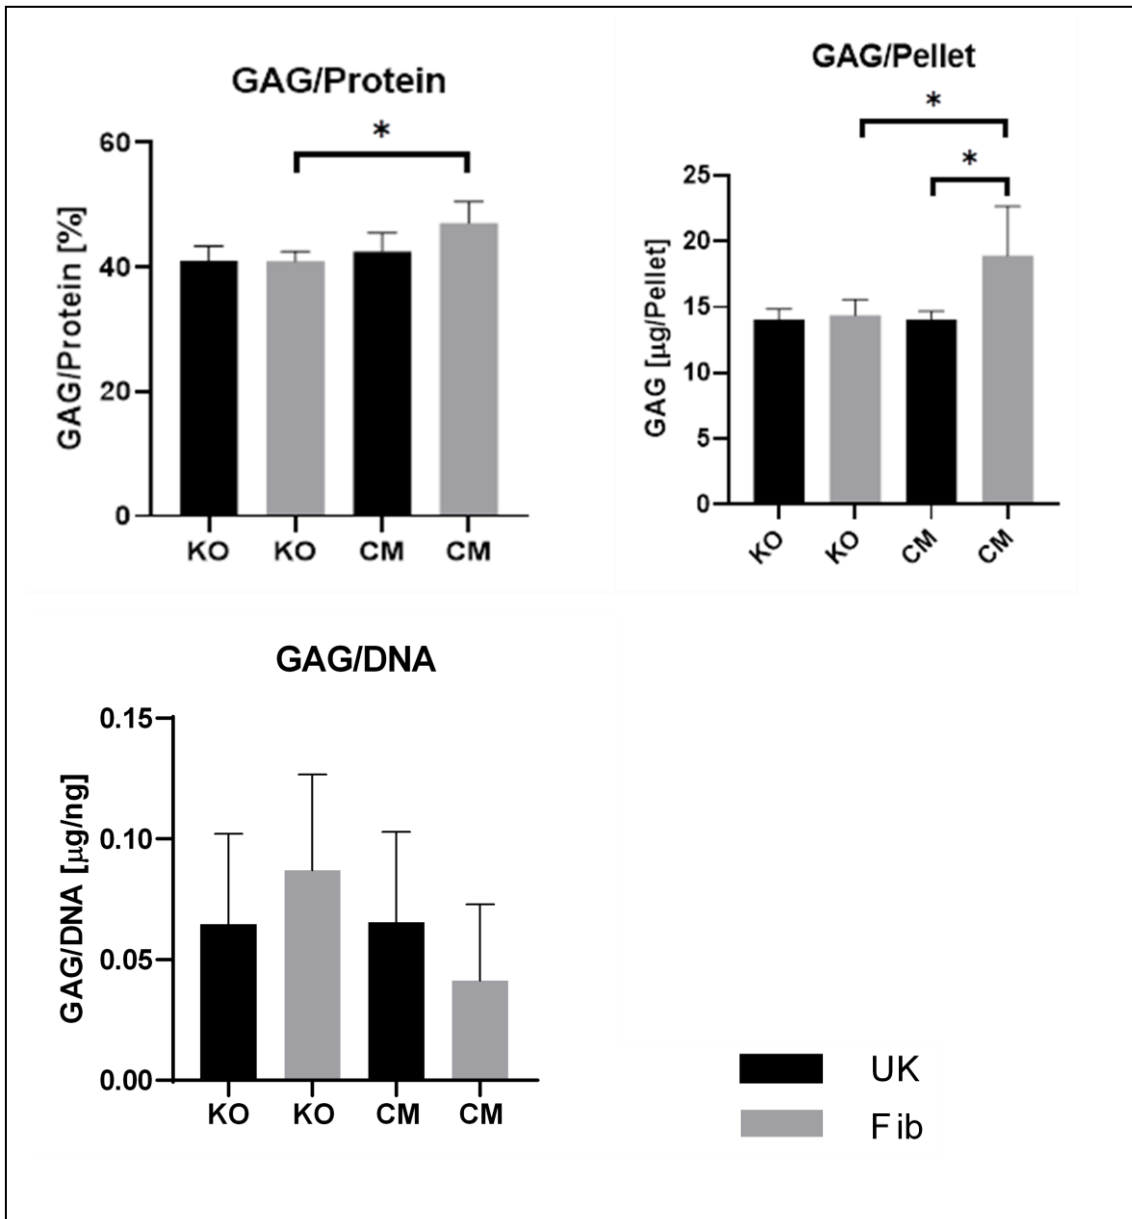 GAG/Protein
*
60
40
20
0
GAG/Protein [%]
KO KO CM CM
GAG/Pellet
*
*
25
20
15
10
5
0
GAG [µg/Pellet]
KO KO CM CM
GAG/DNA
0.15
0.10
0.05
0.00
GAG/DNA [µg/ng]
KO KO CM CM
UK
Fib